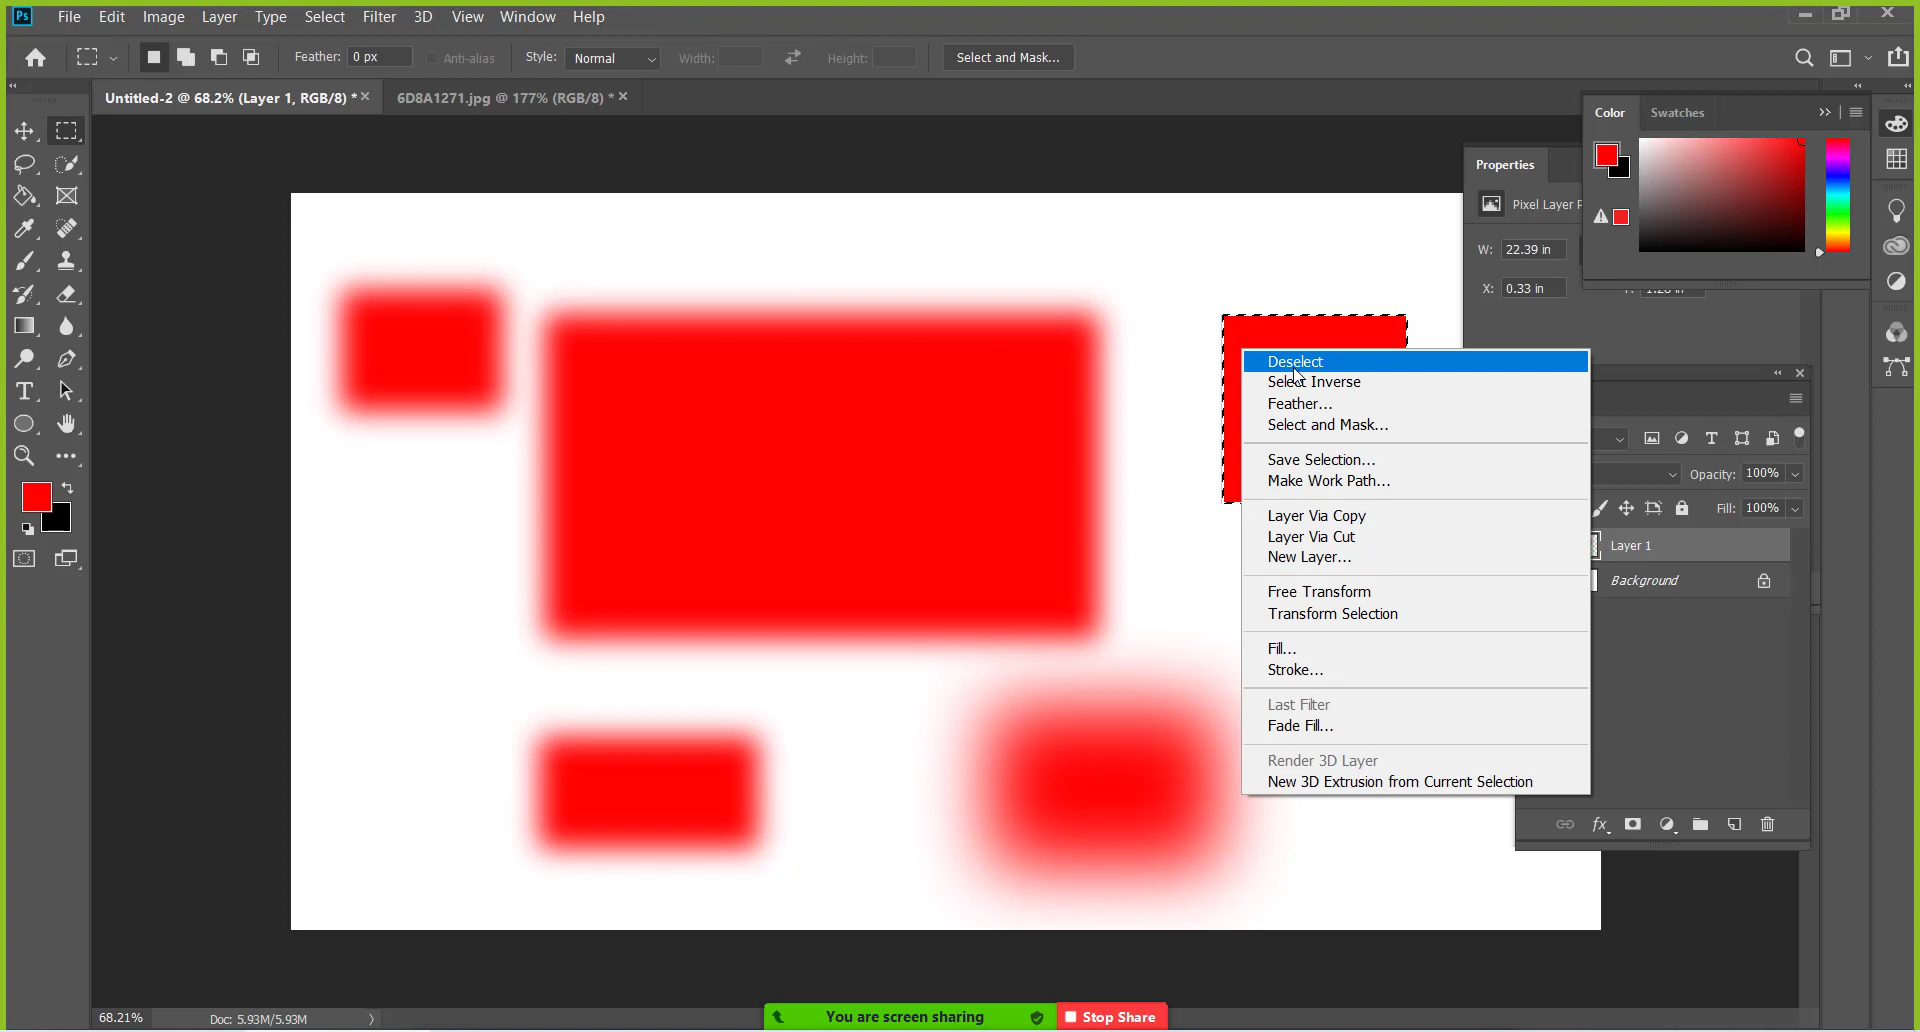 Ps File Edit Image Layer Type Select Filter 3D View Window Help
Feather: 0 px Anti-alias Style: Normal Width: Height: Select and Mask...
Untitled-2 @ 68.2% (Layer 1, RGB/8) * × 6D8A1271.jpg @ 177% (RGB/8) * ×
Color Swatches
Properties
Pixel Layer P
W: 22.39 in
X: 0.33 in
Deselect
Select Inverse
Feather...
Select and Mask...
Save Selection...
Make Work Path...
Layer Via Copy
Layer Via Cut
New Layer...
Free Transform
Transform Selection
Fill...
Stroke...
Last Filter
Fade Fill...
Render 3D Layer
New 3D Extrusion from Current Selection
Opacity: 100%
Fill: 100%
Layer 1
Background
68.21% Doc: 5.93M/5.93M
You are screen sharing Stop Share